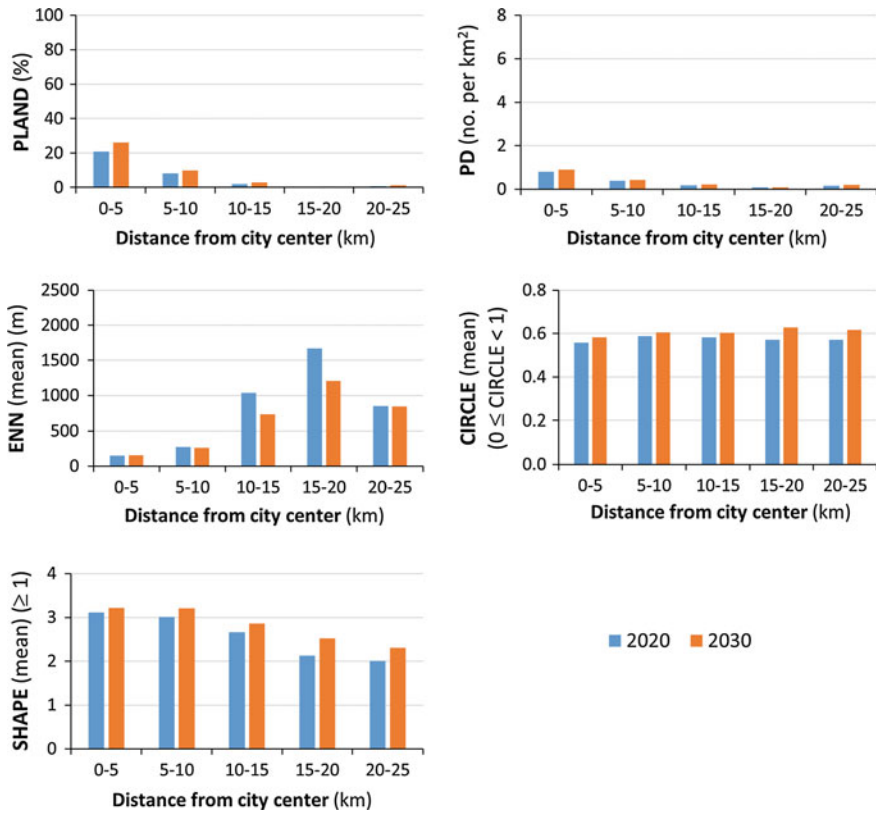 100
80
60
40
20
0
PLAND (%)
0-5 5-10 10-15 15-20 20-25
Distance from city center (km)
8
6
4
2
0
PD (no. per km²)
0-5 5-10 10-15 15-20 20-25
Distance from city center (km)
2500
2000
1500
1000
500
0
ENN (mean) (m)
0-5 5-10 10-15 15-20 20-25
Distance from city center (km)
0.8
0.6
0.4
0.2
0.0
CIRCLE (mean)
(0 ≤ CIRCLE < 1)
0-5 5-10 10-15 15-20 20-25
Distance from city center (km)
4
3
2
1
0
SHAPE (mean) (≥ 1)
0-5 5-10 10-15 15-20 20-25
Distance from city center (km)
2020 2030